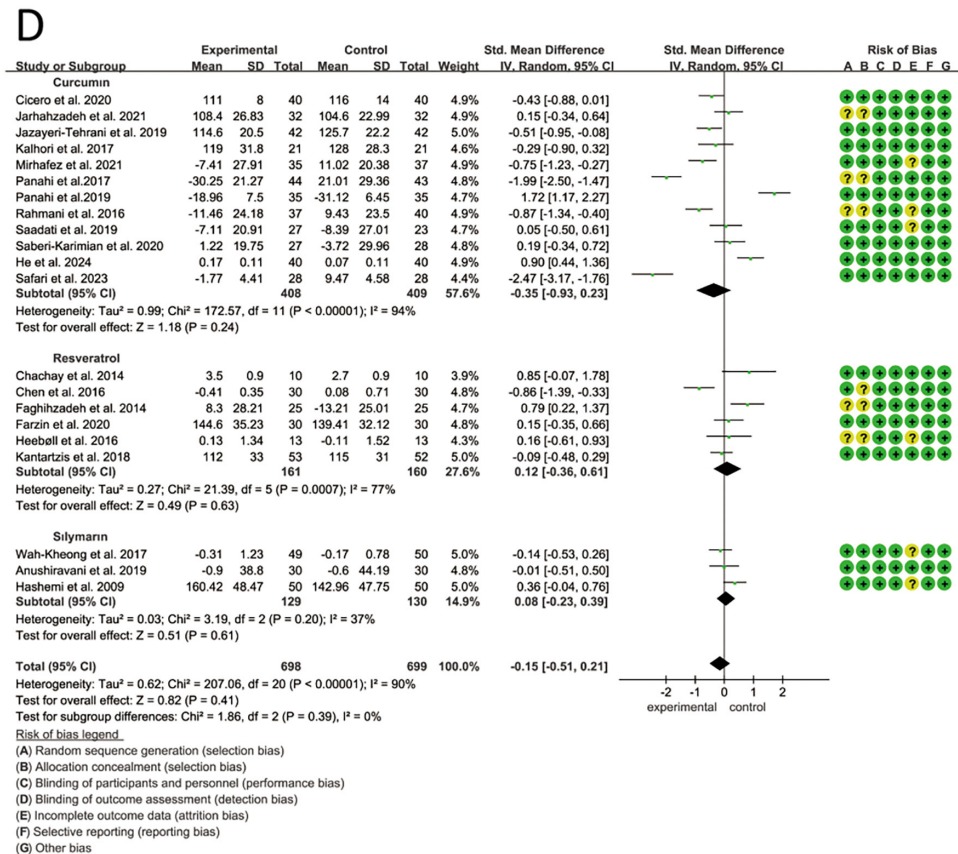 D
Experimental Control Std. Mean Difference Std. Mean Difference Risk of Bias
Study or Subgroup Mean SD Total Mean SD Total Weight IV, Random, 95% CI IV, Random, 95% CI A B C D E F G
Curcumın
Cicero et al. 2020 111 8 40 116 14 40 4.9% -0.43 [-0.88, 0.01] + + + + + + +
Jarhahzadeh et al. 2021 108.4 26.83 32 104.6 22.99 32 4.9% 0.15 [-0.34, 0.64] ? ? + + + + +
Jazayeri-Tehrani et al. 2019 114.6 20.5 42 125.7 22.2 42 5.0% -0.51 [-0.95, -0.08] + + + + + + +
Kalhori et al. 2017 119 31.8 21 128 28.3 21 4.7% -0.29 [-0.90, 0.32] + + + + + + +
Mirhafez et al. 2021 -7.41 27.91 35 11.02 20.38 37 4.9% -0.75 [-1.23, -0.27] + + + + ? + +
Panahi et al.2017 -30.25 21.27 44 21.01 29.36 43 4.8% -1.99 [-2.50, -1.47] ? ? + + + + +
Panahi et al.2019 -18.96 7.5 35 -31.12 6.45 35 4.7% 1.72 [1.17, 2.27] + + + + + + +
Rahmani et al. 2016 -11.46 24.18 37 9.43 23.5 40 4.9% -0.87 [-1.34, -0.40] ? ? + + ? + +
Saadati et al. 2019 -7.11 20.91 27 -8.39 27.01 23 4.7% 0.05 [-0.50, 0.61] + + + + ? + +
Saberi-Karimian et al. 2020 1.22 19.75 27 -3.72 29.96 28 4.8% 0.19 [-0.34, 0.72] + + + + + + +
He et al. 2024 0.17 0.11 40 0.07 0.11 40 4.9% 0.90 [0.44, 1.36] + + + + + + +
Safari et al. 2023 -1.77 4.41 28 9.47 4.58 28 4.4% -2.47 [-3.17, -1.76] + + + + + + +
Subtotal (95% CI) 408 409 57.6% -0.35 [-0.93, 0.23]
Heterogeneity: Tau² = 0.99; Chi² = 172.57, df = 11 (P < 0.00001); I² = 94%
Test for overall effect: Z = 1.18 (P = 0.24)
Resveratrol
Chachay et al. 2014 3.5 0.9 10 2.7 0.9 10 3.9% 0.85 [-0.07, 1.78] + + + + + + +
Chen et al. 2016 -0.41 0.35 30 0.08 0.71 30 4.8% -0.86 [-1.39, -0.33] + ? + + + + +
Faghihzadeh et al. 2014 8.3 28.21 25 -13.21 25.01 25 4.7% 0.79 [0.22, 1.37] ? ? + + + + +
Farzin et al. 2020 144.6 35.23 30 139.41 32.12 30 4.8% 0.15 [-0.35, 0.66] + + + + + + +
Heebøll et al. 2016 0.13 1.34 13 -0.11 1.52 13 4.3% 0.16 [-0.61, 0.93] ? ? + + ? + +
Kantartzis et al. 2018 112 33 53 115 31 52 5.0% -0.09 [-0.48, 0.29] + + + + + + +
Subtotal (95% CI) 161 160 27.6% 0.12 [-0.36, 0.61]
Heterogeneity: Tau² = 0.27; Chi² = 21.39, df = 5 (P = 0.0007); I² = 77%
Test for overall effect: Z = 0.49 (P = 0.63)
Sılymarın
Wah-Kheong et al. 2017 -0.31 1.23 49 -0.17 0.78 50 5.0% -0.14 [-0.53, 0.26] + + + + ? + +
Anushiravani et al. 2019 -0.9 38.8 30 -0.6 44.19 30 4.8% -0.01 [-0.51, 0.50] + + + + + + +
Hashemi et al. 2009 160.42 48.47 50 142.96 47.75 50 5.0% 0.36 [-0.04, 0.76] + + + + ? + +
Subtotal (95% CI) 129 130 14.9% 0.08 [-0.23, 0.39]
Heterogeneity: Tau² = 0.03; Chi² = 3.19, df = 2 (P = 0.20); I² = 37%
Test for overall effect: Z = 0.51 (P = 0.61)
Total (95% CI) 698 699 100.0% -0.15 [-0.51, 0.21]
Heterogeneity: Tau² = 0.62; Chi² = 207.06, df = 20 (P < 0.00001); I² = 90%
Test for overall effect: Z = 0.82 (P = 0.41)
Test for subgroup differences: Chi² = 1.86, df = 2 (P = 0.39), I² = 0%
-2 -1 0 1 2
experimental control
Risk of bias legend
(A) Random sequence generation (selection bias)
(B) Allocation concealment (selection bias)
(C) Blinding of participants and personnel (performance bias)
(D) Blinding of outcome assessment (detection bias)
(E) Incomplete outcome data (attrition bias)
(F) Selective reporting (reporting bias)
(G) Other bias